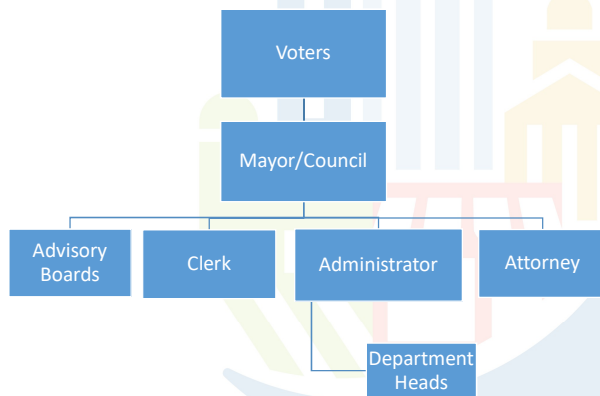 Voters
Mayor/Council
Advisory
Boards
Clerk
Administrator
Attorney
Department
Heads